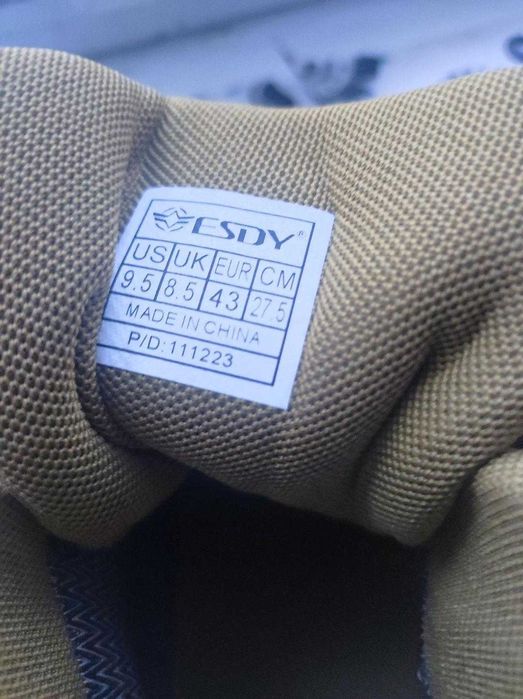 ESDY®
US UK EUR CM
9.5 8.5 43 27.5
MADE IN CHINA
P/D:111223